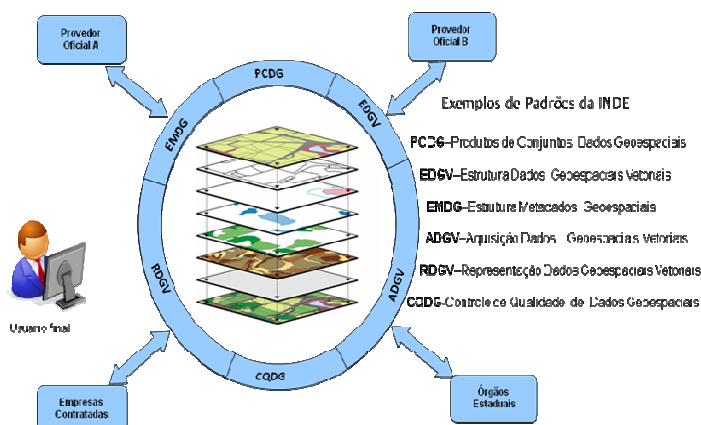 Provedor
Oficial A
Provedor
Oficial B
PCDG
EDGV
EMDG
RDGV
ADGV
CQDG
Exemplos de Padrões da INDE
PCDG–Produtos de Conjuntos Dados Geoespaciais
EDGV–Estrutura Dados Geoespaciais Vetoriais
EMDG–Estrutura Metacados Geoespaciais
ADGV–Aquisição Dados Geoespaciais Vetoriais
RDGV–Representação Dados Geoespaciais Vetoriais
CQDG-Controle de Qualidade de Dados Geoespaciais
Usuario final
Empresas
Contratadas
Órgãos
Estaduais